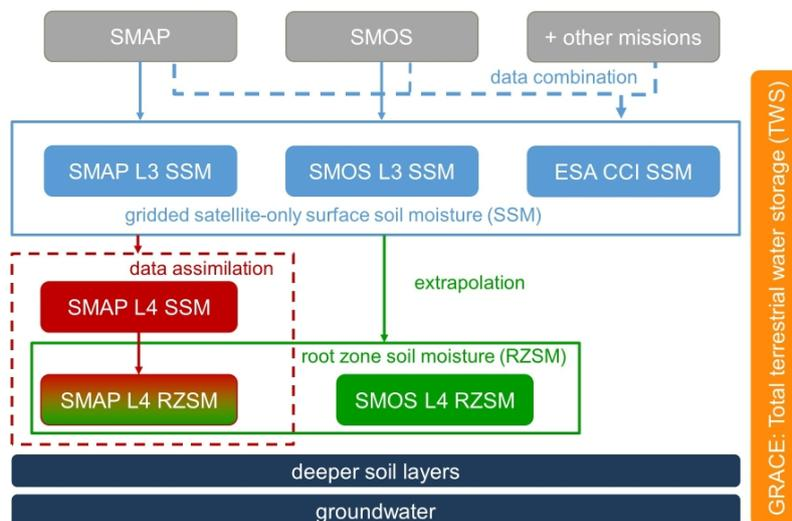 SMAP
SMOS
+ other missions
data combination
SMAP L3 SSM
SMOS L3 SSM
ESA CCI SSM
gridded satellite-only surface soil moisture (SSM)
data assimilation
SMAP L4 SSM
extrapolation
root zone soil moisture (RZSM)
SMAP L4 RZSM
SMOS L4 RZSM
deeper soil layers
groundwater
GRACE: Total terrestrial water storage (TWS)